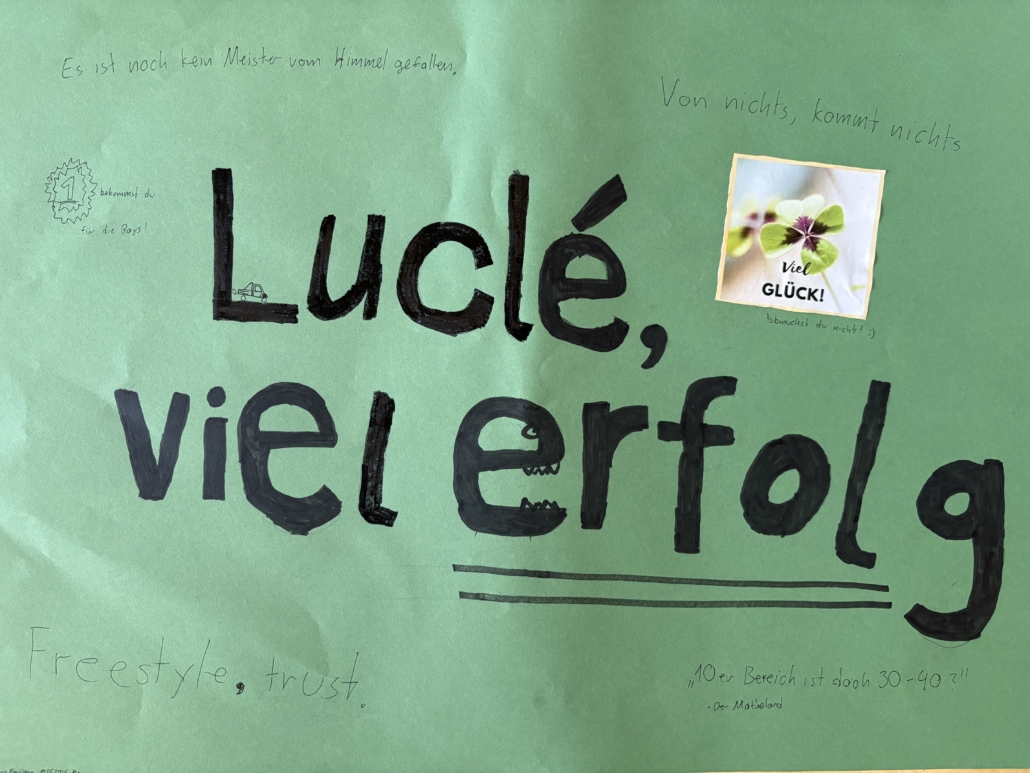 Es ist noch kein Meister vom Himmel gefallen.
Von nichts, kommt nichts
1 bekommst du
für die Boys!
Luclé,
Viel
GLÜCK!
brauchst du nicht! :)
viel erfolg
Freestyle, trust.
„10er Bereich ist doch 30-40?"
- Der Mathelord